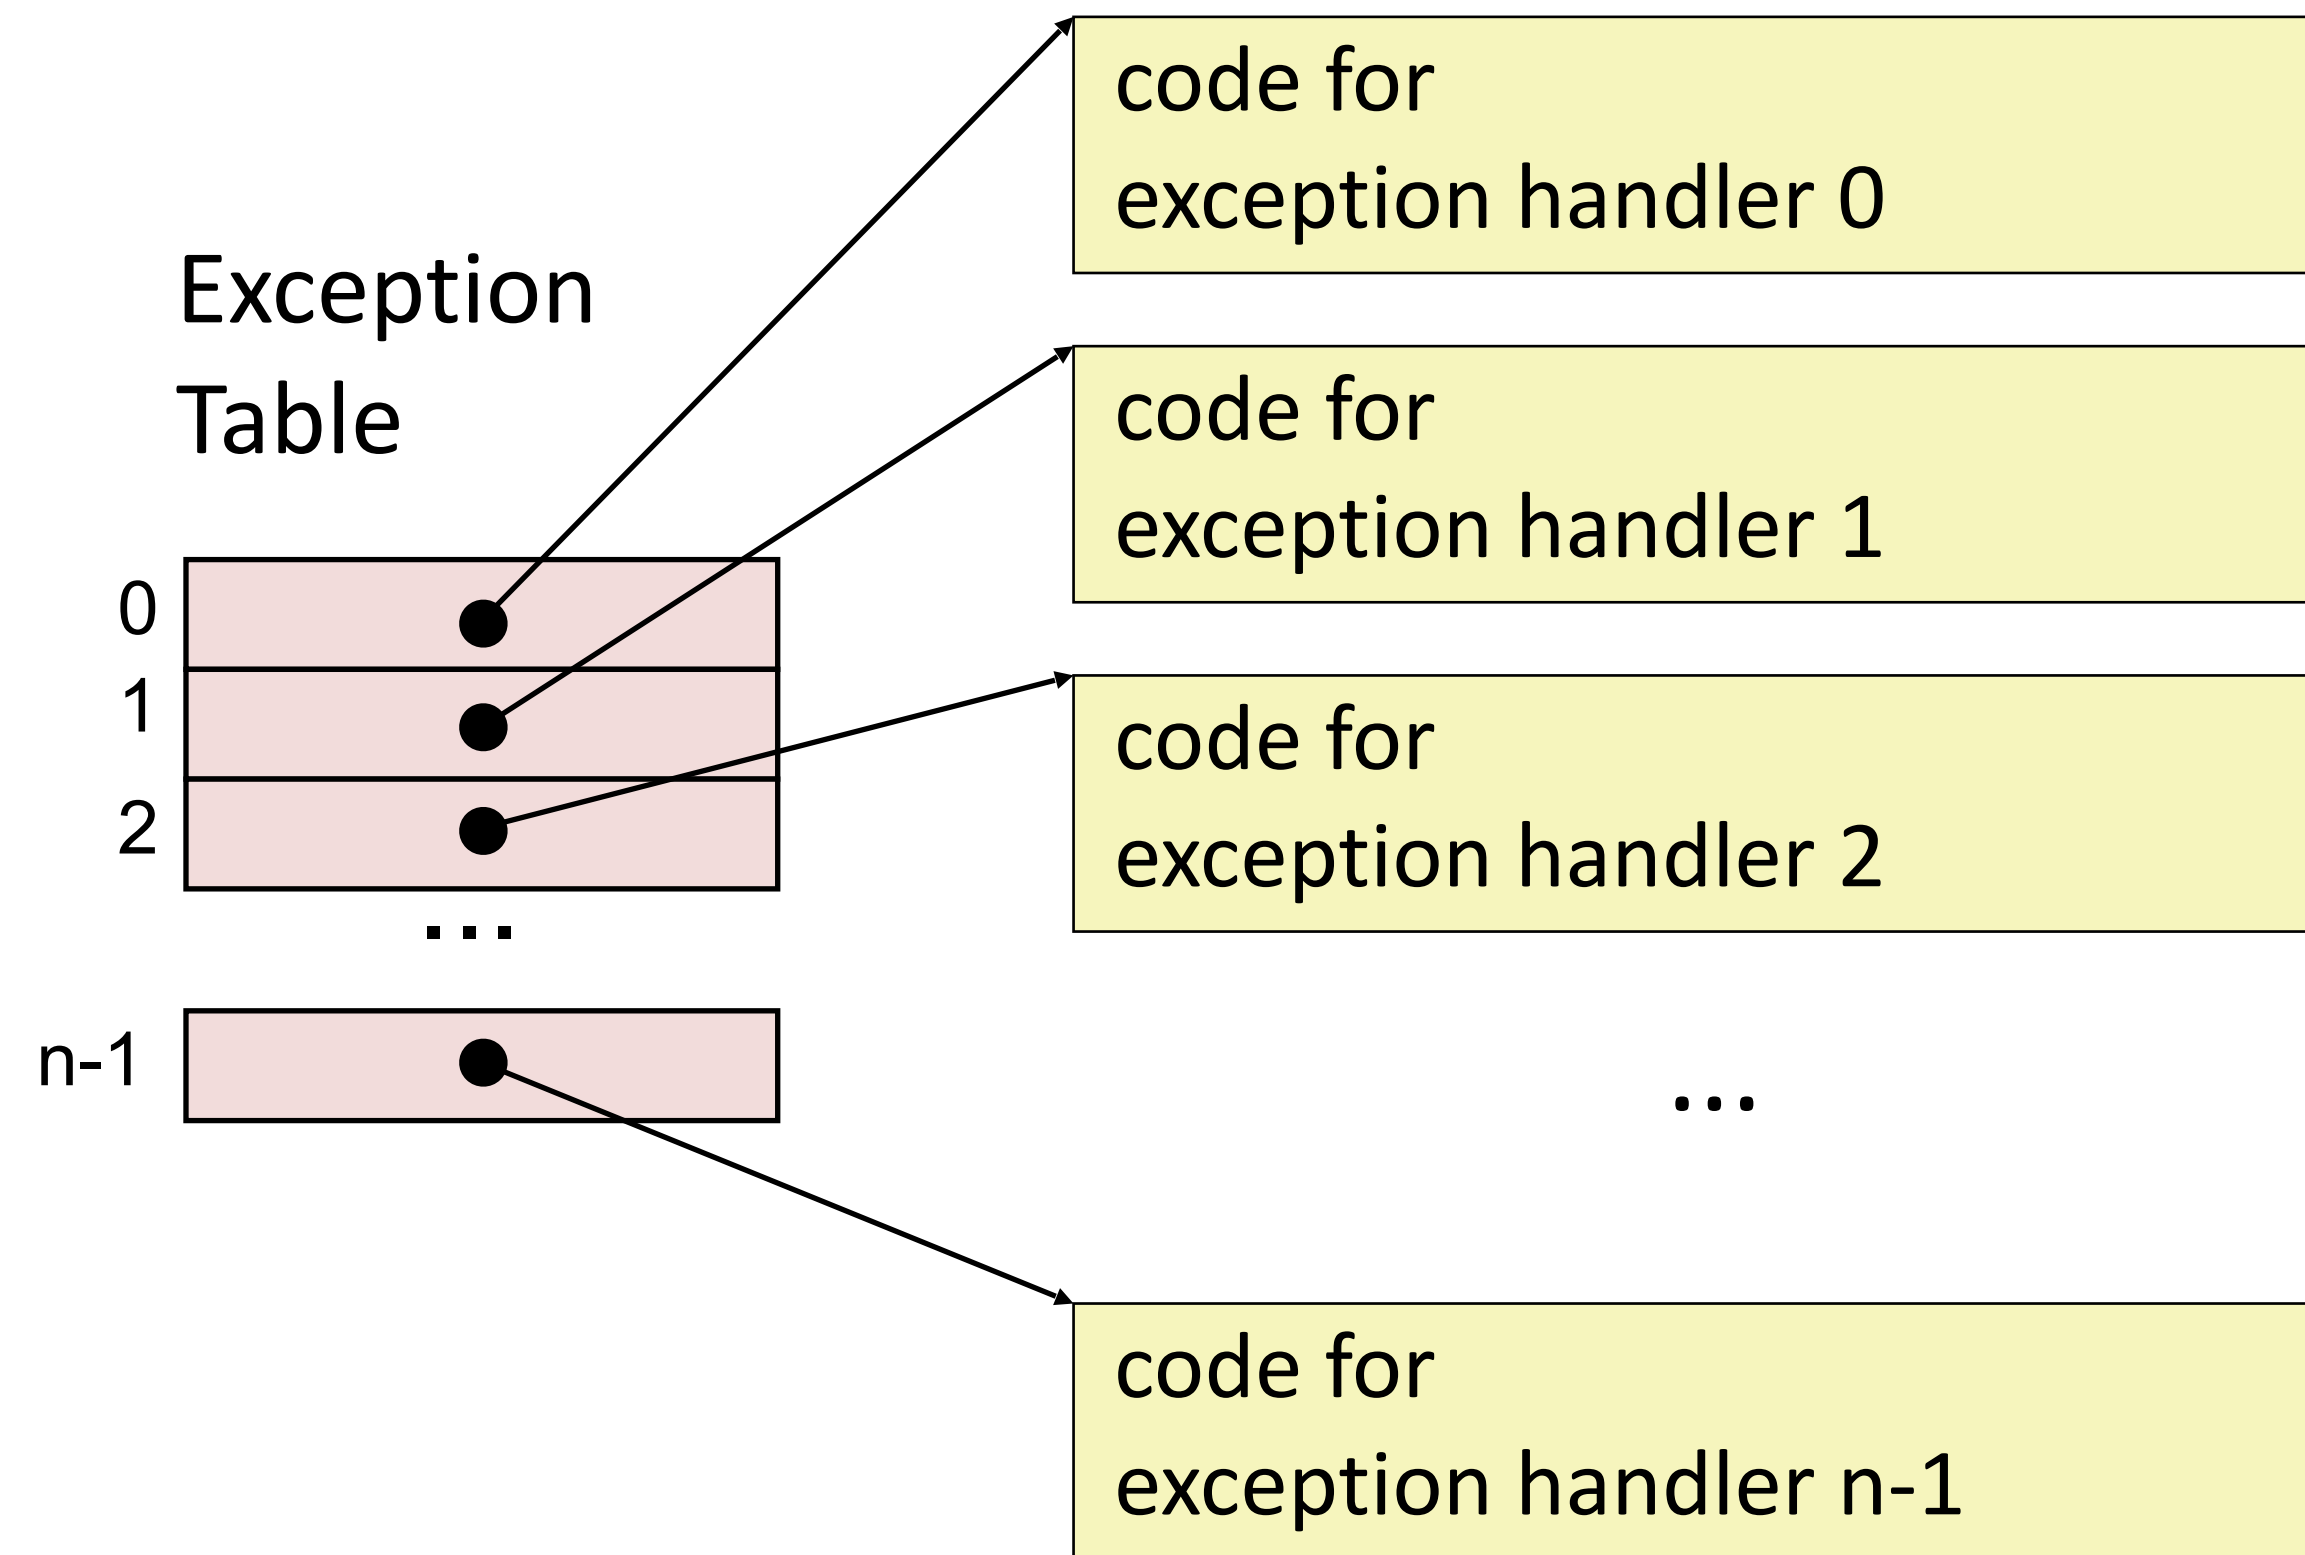 Exception
Table
0
1
2
...
n-1
code for
exception handler 0
code for
exception handler 1
code for
exception handler 2
...
code for
exception handler n-1